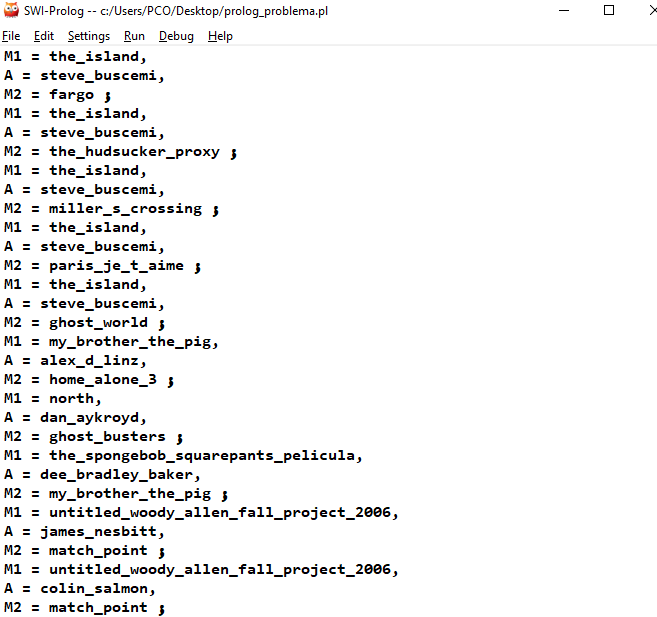 SWI-Prolog -- c:/Users/PCO/Desktop/prolog_problema.pl
File Edit Settings Run Debug Help
M1 = the_island,
A = steve_buscemi,
M2 = fargo ;
M1 = the_island,
A = steve_buscemi,
M2 = the_hudsucker_proxy ;
M1 = the_island,
A = steve_buscemi,
M2 = miller_s_crossing ;
M1 = the_island,
A = steve_buscemi,
M2 = paris_je_t_aime ;
M1 = the_island,
A = steve_buscemi,
M2 = ghost_world ;
M1 = my_brother_the_pig,
A = alex_d_linz,
M2 = home_alone_3 ;
M1 = north,
A = dan_aykroyd,
M2 = ghost_busters ;
M1 = the_spongebob_squarepants_pelicula,
A = dee_bradley_baker,
M2 = my_brother_the_pig ;
M1 = untitled_woody_allen_fall_project_2006,
A = james_nesbitt,
M2 = match_point ;
M1 = untitled_woody_allen_fall_project_2006,
A = colin_salmon,
M2 = match_point ;